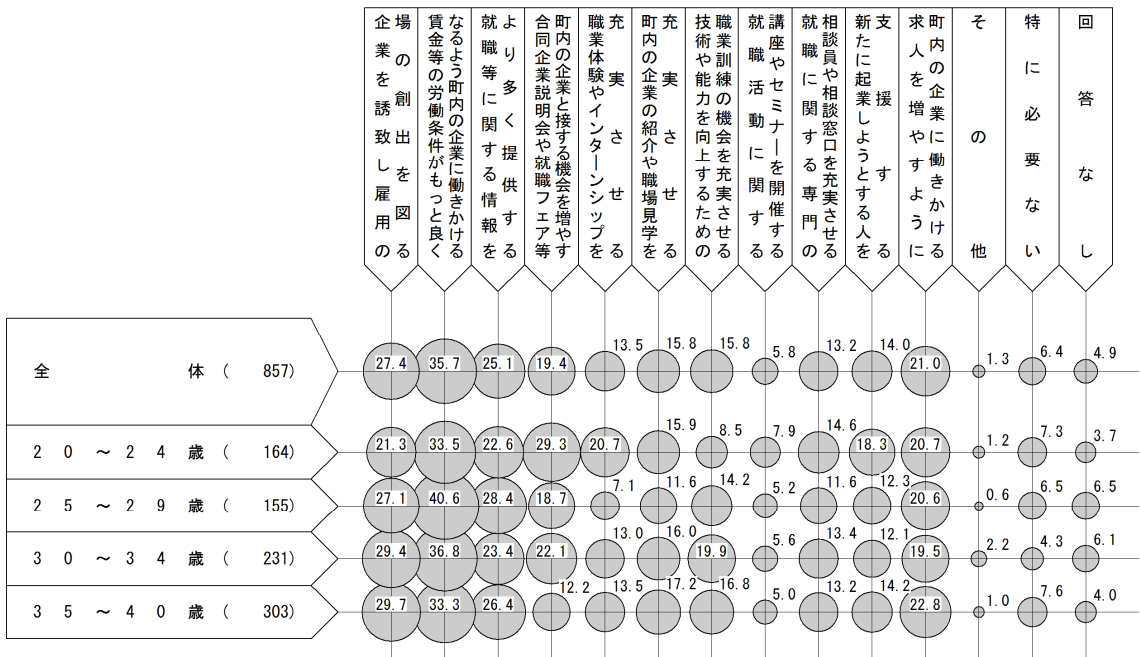 企業を誘致し雇用の
場の創出を図る
賃金等の労働条件がもっと良く
なるよう町内の企業に働きかける
就職等に関する情報を
より多く提供する
合同企業説明会や就職フェア等
町内の企業と接する機会を増やす
職業体験やインターンシップを
充実させる
町内の企業の紹介や職場見学を
充実させる
技術や能力を向上するための
職業訓練の機会を充実させる
就職活動に関する
講座やセミナーを開催する
就職に関する専門の
相談員や相談窓口を充実させる
新たに起業しようとする人を
支援する
求人を増やすように
町内の企業に働きかける
その他
特に必要ない
回答なし
全体( 857) 27.4 35.7 25.1 19.4 13.5 15.8 15.8 5.8 13.2 14.0 21.0 1.3 6.4 4.9
20～24歳( 164) 21.3 33.5 22.6 29.3 20.7 15.9 8.5 7.9 14.6 18.3 20.7 1.2 7.3 3.7
25～29歳( 155) 27.1 40.6 28.4 18.7 7.1 11.6 14.2 5.2 11.6 12.3 20.6 0.6 6.5 6.5
30～34歳( 231) 29.4 36.8 23.4 22.1 13.0 16.0 19.9 5.6 13.4 12.1 19.5 2.2 4.3 6.1
35～40歳( 303) 29.7 33.3 26.4 12.2 13.5 17.2 16.8 5.0 13.2 14.2 22.8 1.0 7.6 4.0